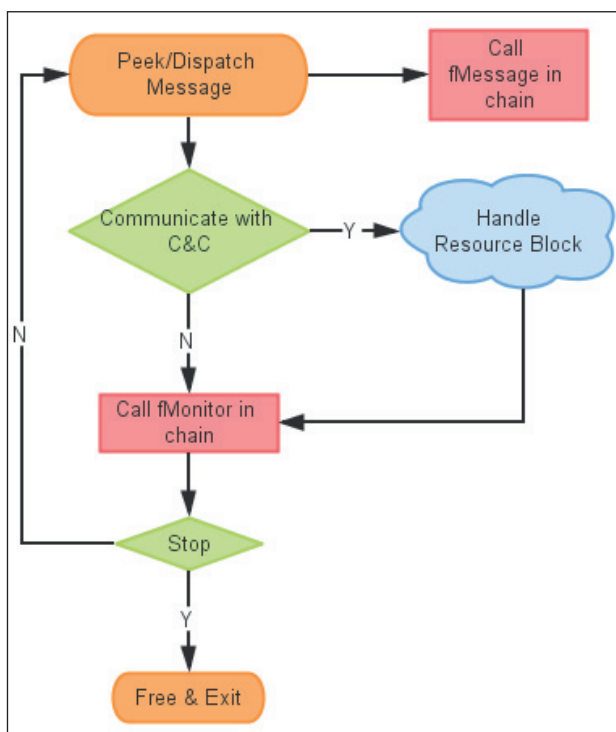 Peek/Dispatch
Message
Call
fMessage in
chain
Communicate with
C&C
Y
Handle
Resource Block
N
N
Call fMonitor in
chain
Stop
Y
Free & Exit